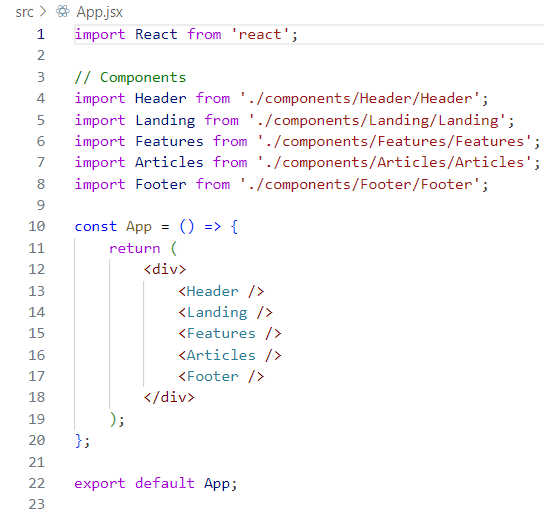 src > App.jsx
1 import React from 'react';
2
3 // Components
4 import Header from './components/Header/Header';
5 import Landing from './components/Landing/Landing';
6 import Features from './components/Features/Features';
7 import Articles from './components/Articles/Articles';
8 import Footer from './components/Footer/Footer';
9
10 const App = () => {
11     return (
12         <div>
13             <Header />
14             <Landing />
15             <Features />
16             <Articles />
17             <Footer />
18         </div>
19     );
20 };
21
22 export default App;
23